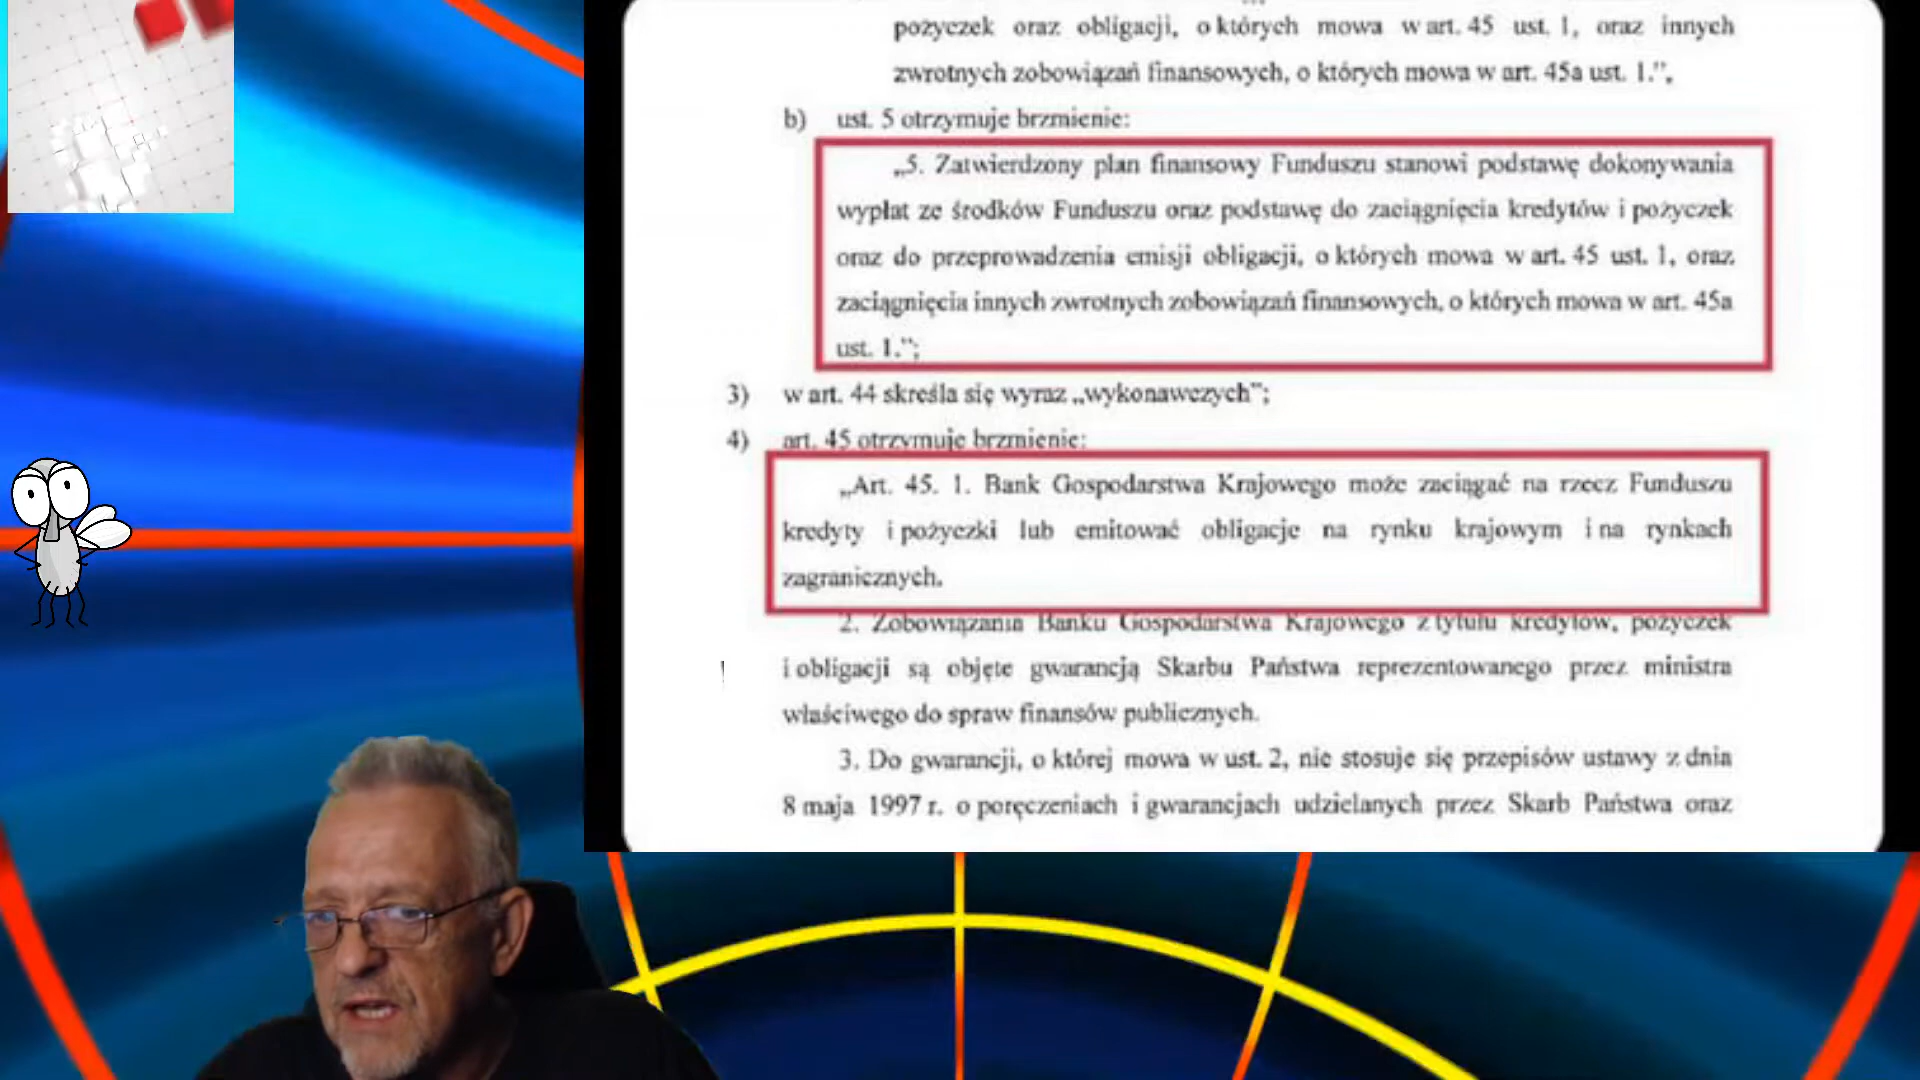 pożyczek oraz obligacji, o których mowa w art. 45 ust. 1, oraz innych
zwrotnych zobowiązań finansowych, o których mowa w art. 45a ust. 1.”,
b) ust. 5 otrzymuje brzmienie:
„5. Zatwierdzony plan finansowy Funduszu stanowi podstawę dokonywania
wypłat ze środków Funduszu oraz podstawę do zaciągnięcia kredytów i pożyczek
oraz do przeprowadzenia emisji obligacji, o których mowa w art. 45 ust. 1, oraz
zaciągnięcia innych zwrotnych zobowiązań finansowych, o których mowa w art. 45a
ust. 1.”;
3) w art. 44 skreśla się wyraz „wykonawczych”;
4) art. 45 otrzymuje brzmienie:
„Art. 45. 1. Bank Gospodarstwa Krajowego może zaciągać na rzecz Funduszu
kredyty i pożyczki lub emitować obligacje na rynku krajowym i na rynkach
zagranicznych.
2. Zobowiązania Banku Gospodarstwa Krajowego z tytułu kredytów, pożyczek
i obligacji są objęte gwarancją Skarbu Państwa reprezentowanego przez ministra
właściwego do spraw finansów publicznych.
3. Do gwarancji, o której mowa w ust. 2, nie stosuje się przepisów ustawy z dnia
8 maja 1997 r. o poręczeniach i gwarancjach udzielanych przez Skarb Państwa oraz